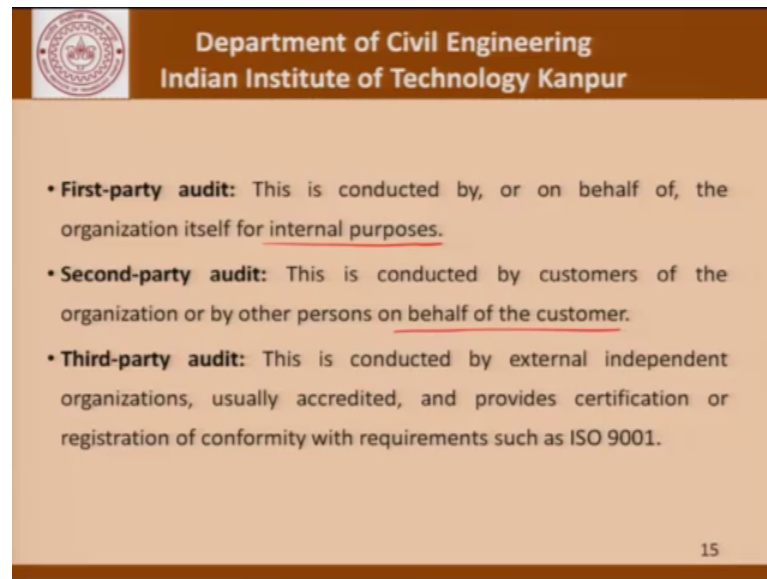 Department of Civil Engineering
Indian Institute of Technology Kanpur
• First-party audit: This is conducted by, or on behalf of, the
organization itself for internal purposes.
• Second-party audit: This is conducted by customers of the
organization or by other persons on behalf of the customer.
• Third-party audit: This is conducted by external independent
organizations, usually accredited, and provides certification or
registration of conformity with requirements such as ISO 9001.
15